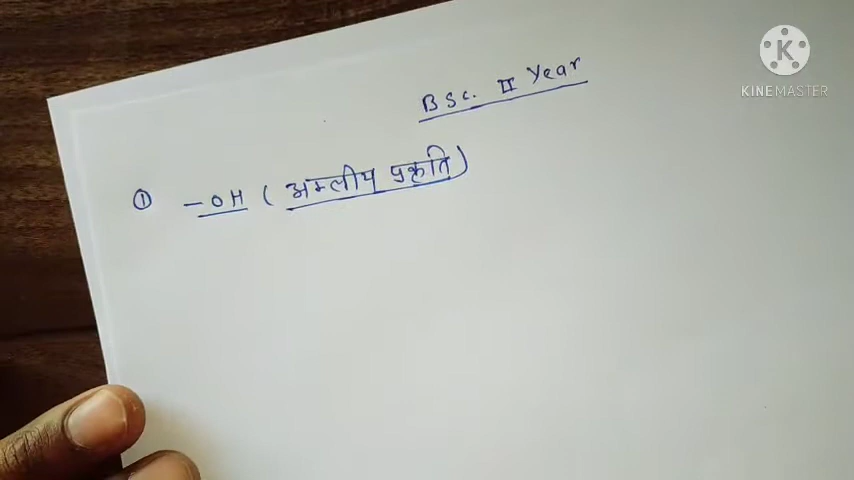 BSc. II Year
① -OH (अम्लीय प्रकृति)
K
KINEMASTER